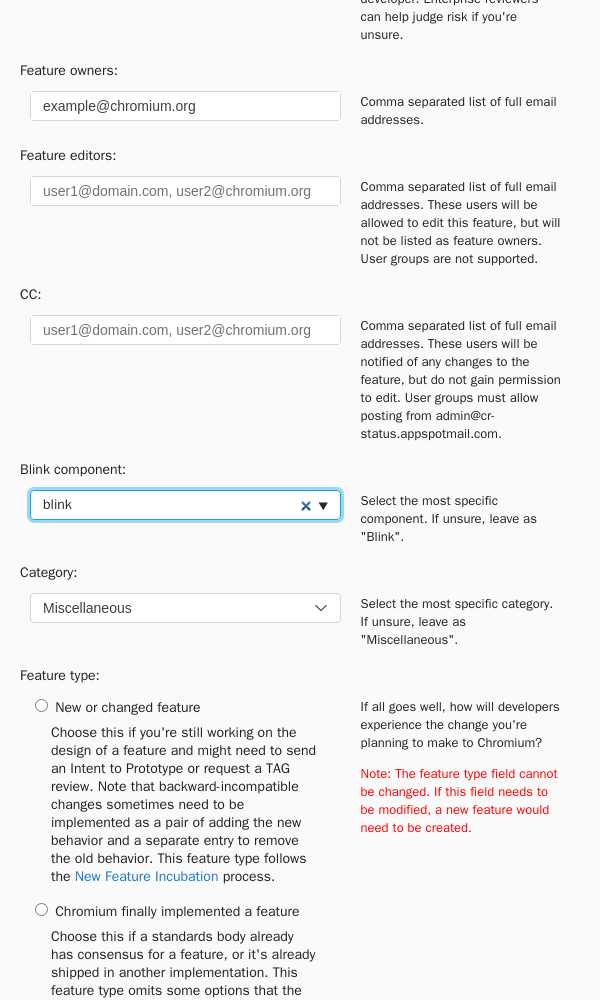 developer. Enterprise reviewers
can help judge risk if you're
unsure.
Feature owners:
example@chromium.org
Comma separated list of full email
addresses.
Feature editors:
user1@domain.com, user2@chromium.org
Comma separated list of full email
addresses. These users will be
allowed to edit this feature, but will
not be listed as feature owners.
User groups are not supported.
CC:
user1@domain.com, user2@chromium.org
Comma separated list of full email
addresses. These users will be
notified of any changes to the
feature, but do not gain permission
to edit. User groups must allow
posting from admin@cr-
status.appspotmail.com.
Blink component:
blink
Select the most specific
component. If unsure, leave as
"Blink".
Category:
Miscellaneous
Select the most specific category.
If unsure, leave as
"Miscellaneous".
Feature type:
New or changed feature
Choose this if you're still working on the
design of a feature and might need to send
an Intent to Prototype or request a TAG
review. Note that backward-incompatible
changes sometimes need to be
implemented as a pair of adding the new
behavior and a separate entry to remove
the old behavior. This feature type follows
the New Feature Incubation process.
If all goes well, how will developers
experience the change you're
planning to make to Chromium?
Note: The feature type field cannot
be changed. If this field needs to
be modified, a new feature would
need to be created.
Chromium finally implemented a feature
Choose this if a standards body already
has consensus for a feature, or it's already
shipped in another implementation. This
feature type omits some options that the